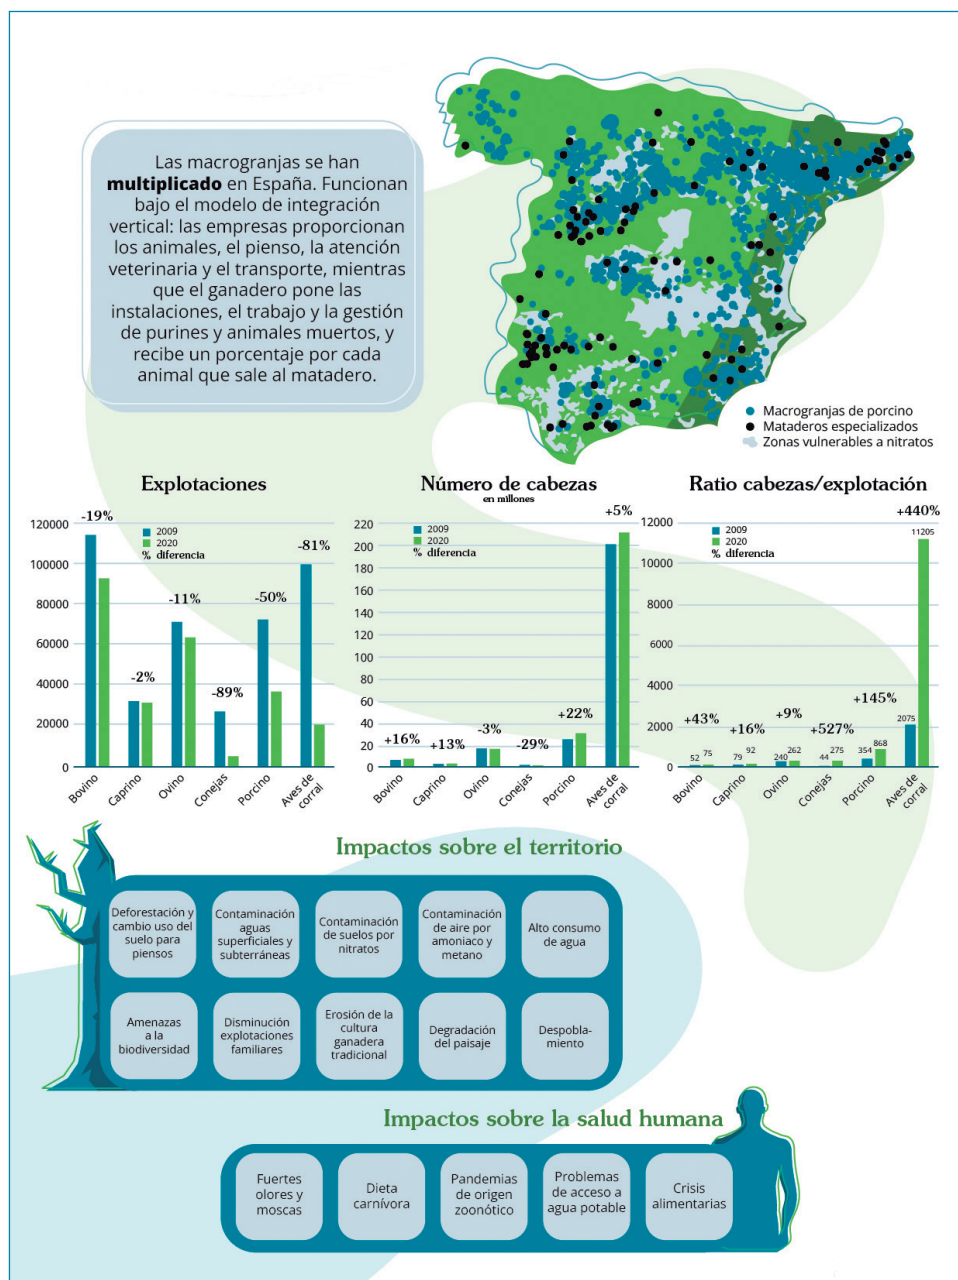 Las macrogranjas se han
multiplicado en España. Funcionan
bajo el modelo de integración
vertical: las empresas proporcionan
los animales, el pienso, la atención
veterinaria y el transporte, mientras
que el ganadero pone las
instalaciones, el trabajo y la gestión
de purines y animales muertos, y
recibe un porcentaje por cada
animal que sale al matadero.
Macrogranjas de porcino
Mataderos especializados
Zonas vulnerables a nitratos
Explotaciones
2009
2020
% diferencia
120000
100000
80000
60000
40000
20000
0
-19%
-2%
-11%
-89%
-50%
-81%
Bovino
Caprino
Ovino
Conejas
Porcino
Aves de
corral
Número de cabezas
en millones
2009
2020
% diferencia
220
200
180
160
140
120
100
80
60
40
20
0
+16%
+13%
-3%
-29%
+22%
+5%
Bovino
Caprino
Ovino
Conejas
Porcino
Aves de
corral
Ratio cabezas/explotación
2009
2020
% diferencia
12000
10000
8000
6000
4000
2000
0
+43%
+16%
+9%
+527%
+145%
+440%
52 75
79 92
240 262
44 275
354 868
2075 11205
Bovino
Caprino
Ovino
Conejas
Porcino
Aves de
corral
Impactos sobre el territorio
Deforestación y
cambio uso del
suelo para
piensos
Contaminación
aguas
superficiales y
subterráneas
Contaminación
de suelos por
nitratos
Contaminación
de aire por
amoniaco y
metano
Alto consumo
de agua
Amenazas
a la
biodiversidad
Disminución
explotaciones
familiares
Erosión de la
cultura
ganadera
tradicional
Degradación
del paisaje
Despobla-
miento
Impactos sobre la salud humana
Fuertes
olores y
moscas
Dieta
carnívora
Pandemias
de origen
zoonótico
Problemas
de acceso a
agua potable
Crisis
alimentarias